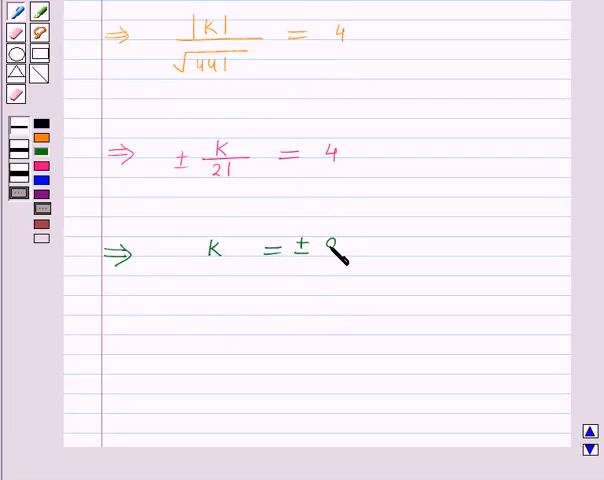 ⇒ |K| / √441 = 4
⇒ ± K / 21 = 4
⇒ K = ±